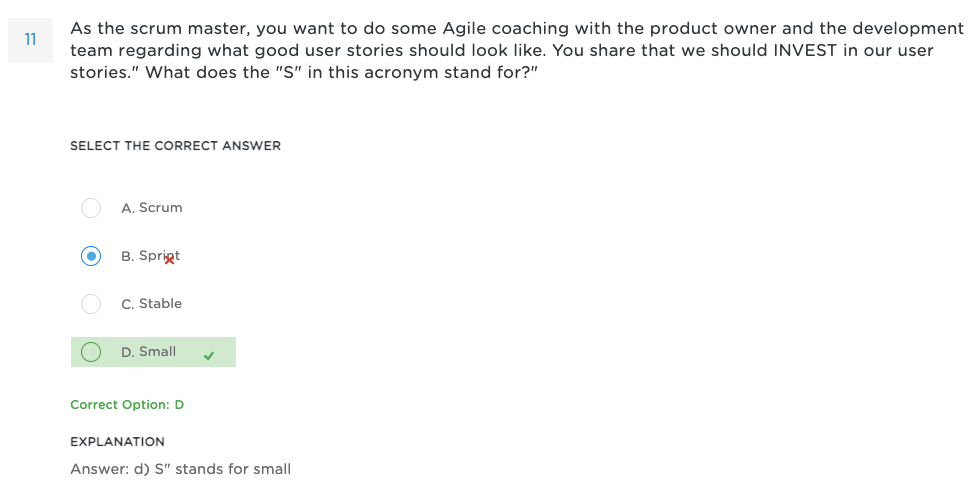 11
As the scrum master, you want to do some Agile coaching with the product owner and the development
team regarding what good user stories should look like. You share that we should INVEST in our user
stories." What does the "S" in this acronym stand for?"
SELECT THE CORRECT ANSWER
A. Scrum
B. Sprint
C. Stable
D. Small
Correct Option: D
EXPLANATION
Answer: d) S" stands for small